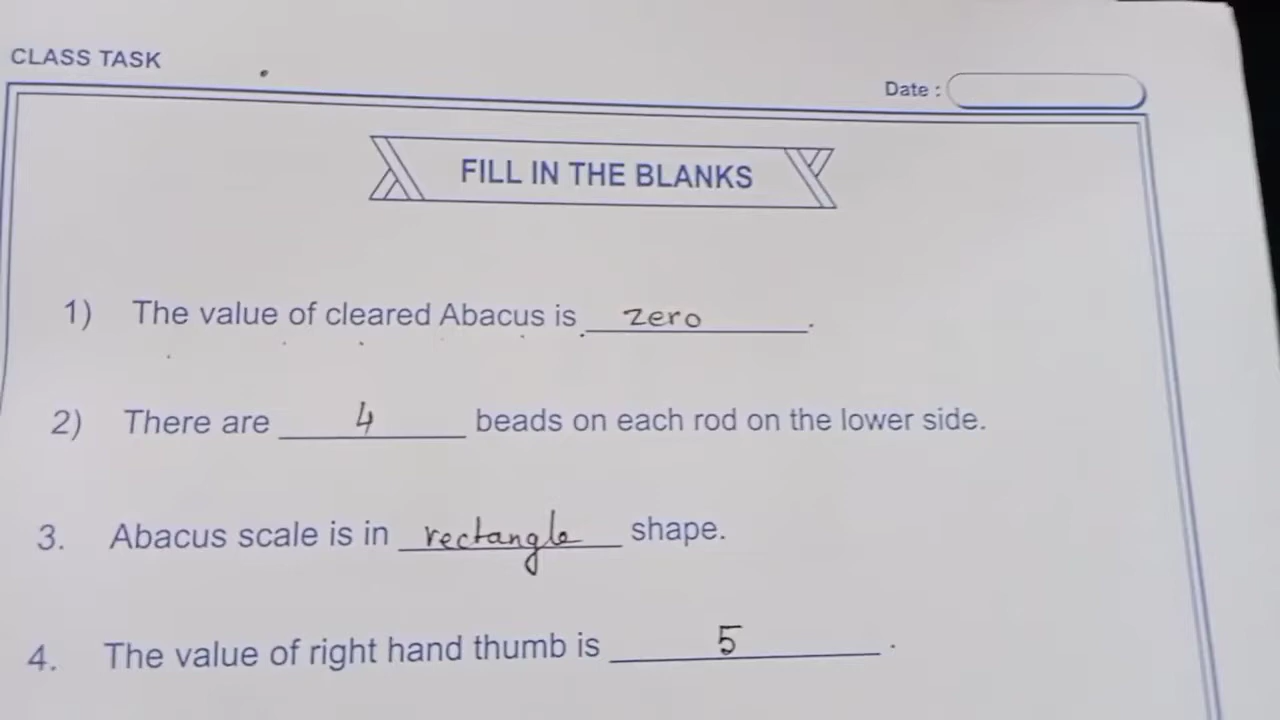 CLASS TASK
Date :
FILL IN THE BLANKS
1) The value of cleared Abacus is zero.
2) There are 4 beads on each rod on the lower side.
3. Abacus scale is in rectangle shape.
4. The value of right hand thumb is 5.